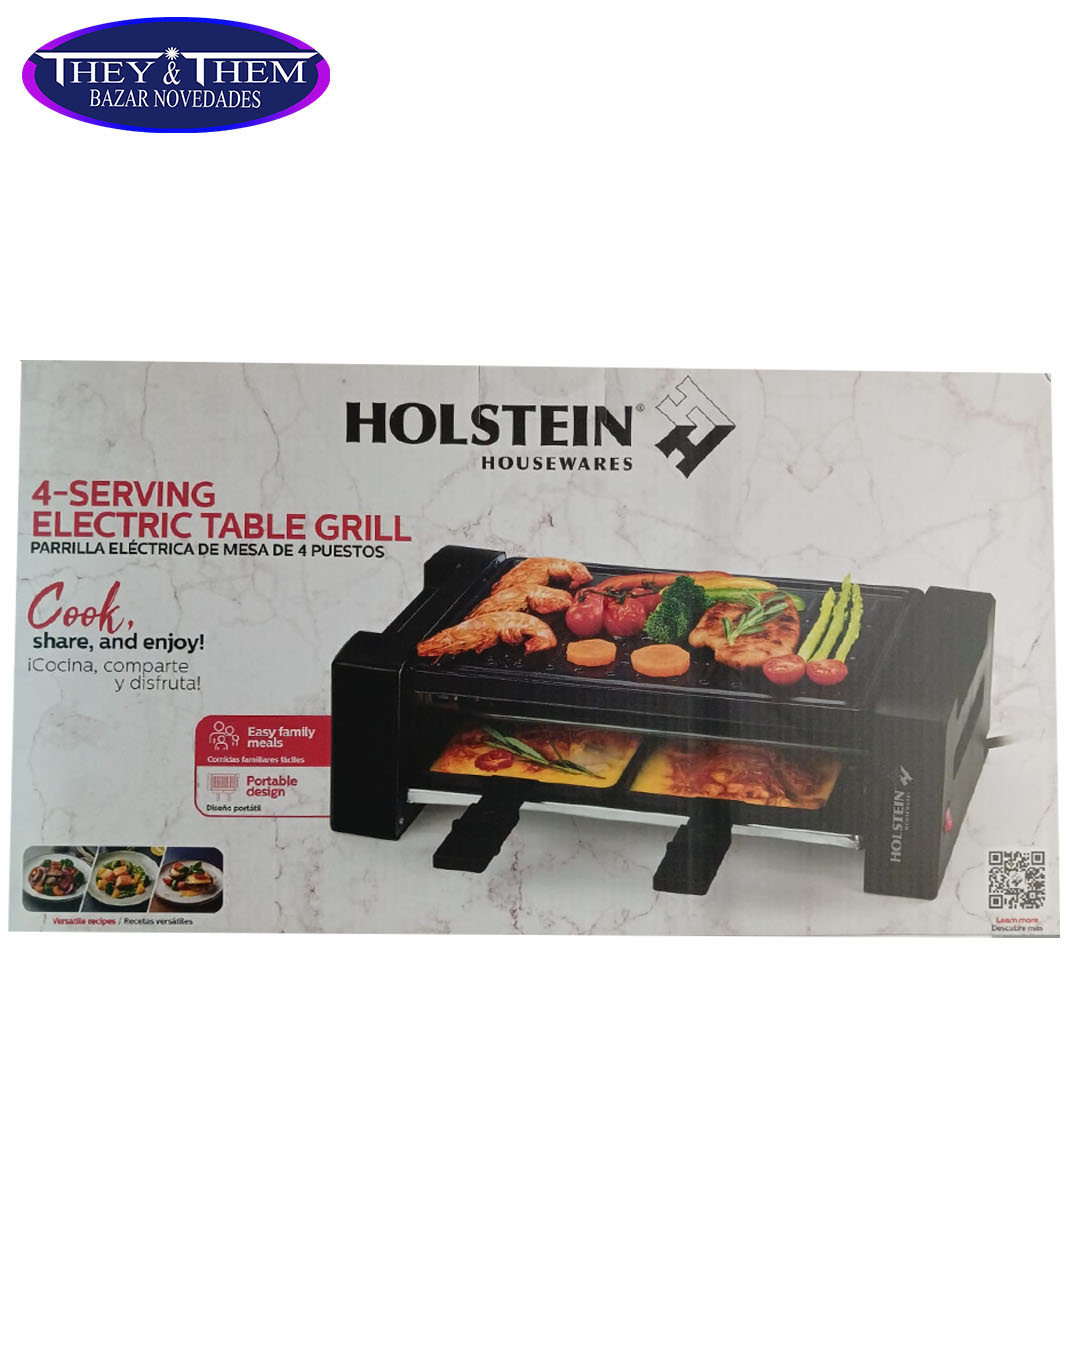 THEY & THEM
BAZAR NOVEDADES
HOLSTEIN®
HOUSEWARES
4-SERVING
ELECTRIC TABLE GRILL
PARRILLA ELÉCTRICA DE MESA DE 4 PUESTOS
Cook,
share, and enjoy!
¡Cocina, comparte
y disfruta!
Easy family
meals
Comidas familiares fáciles
Portable
design
Diseño portátil
HOLSTEIN
HOUSEWARES
Versatile recipes / Recetas versátiles
Learn more
Descubre más